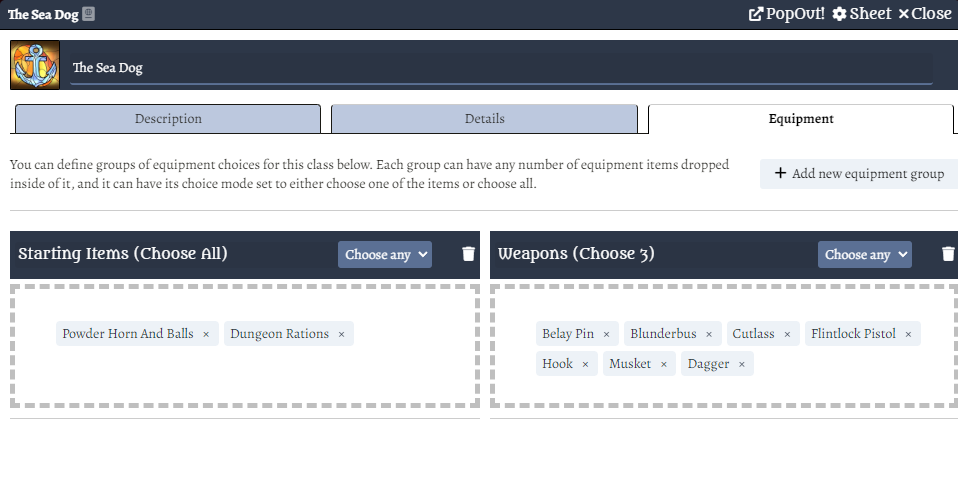 The Sea Dog PopOut! Sheet Close
The Sea Dog
Description Details Equipment
You can define groups of equipment choices for this class below. Each group can have any number of equipment items dropped
inside of it, and it can have its choice mode set to either choose one of the items or choose all.
+ Add new equipment group
Starting Items (Choose All) Choose any
Powder Horn And Balls × Dungeon Rations ×
Weapons (Choose 3) Choose any
Belay Pin × Blunderbus × Cutlass × Flintlock Pistol ×
Hook × Musket × Dagger ×